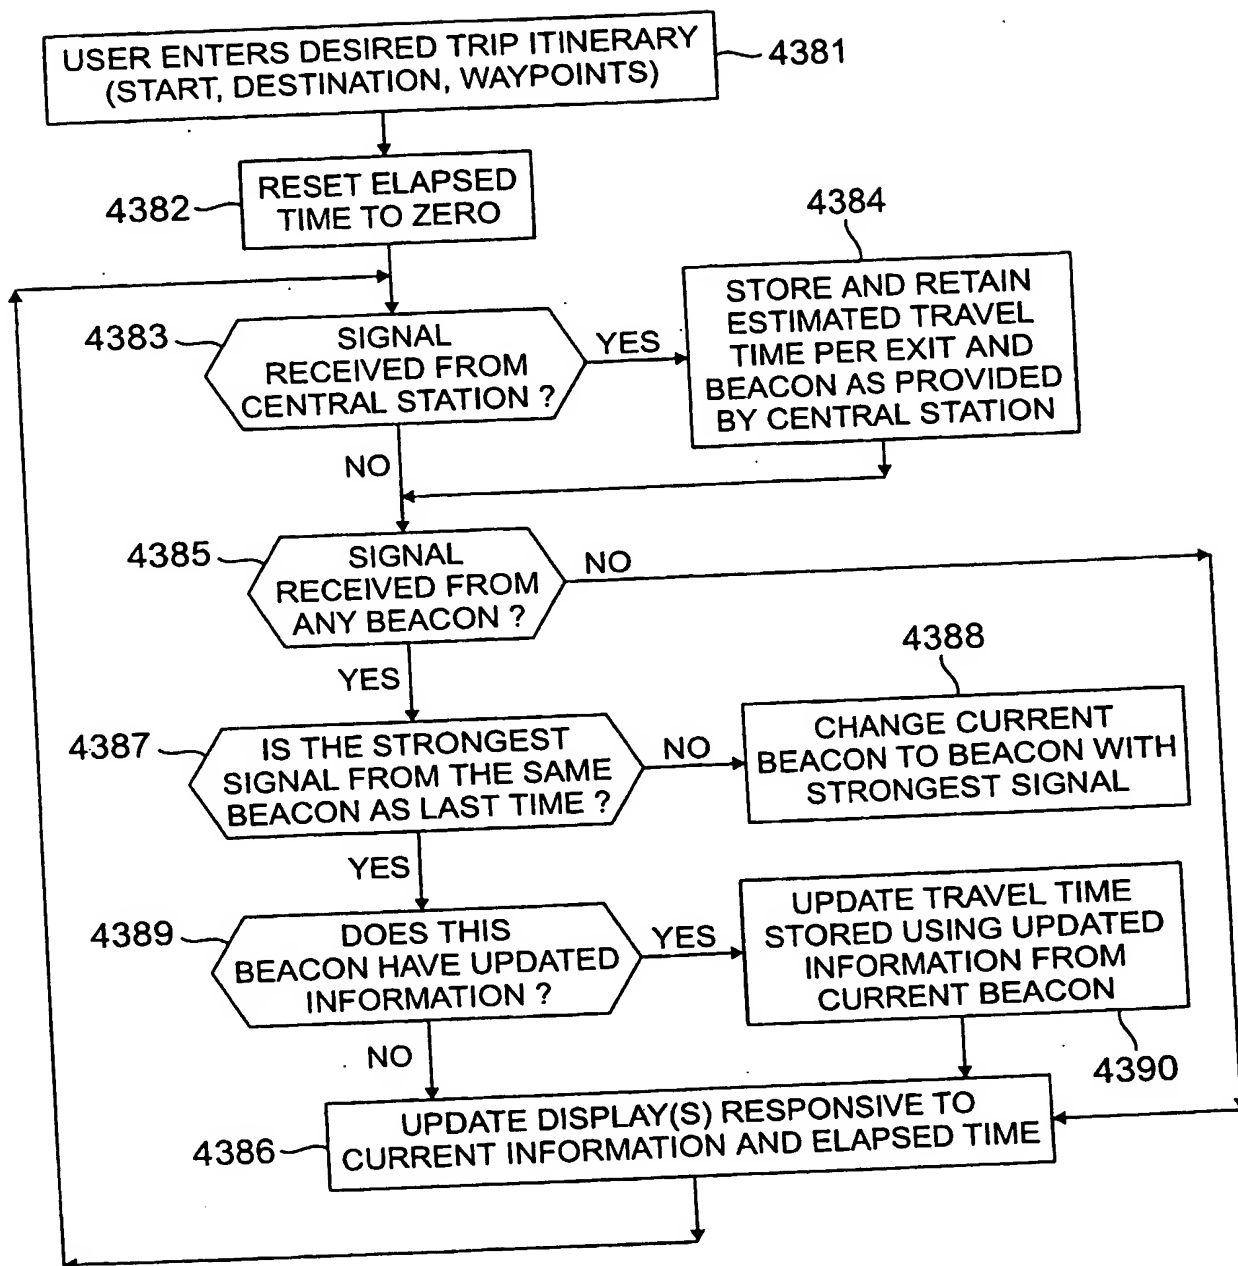 USER ENTERS DESIRED TRIP ITINERARY
(START, DESTINATION, WAYPOINTS)
4381
RESET ELAPSED
TIME TO ZERO
4382
4384
STORE AND RETAIN
ESTIMATED TRAVEL
TIME PER EXIT AND
BEACON AS PROVIDED
BY CENTRAL STATION
4383
SIGNAL
RECEIVED FROM
CENTRAL STATION ?
YES
NO
4385
SIGNAL
RECEIVED FROM
ANY BEACON ?
NO
YES
4388
CHANGE CURRENT
BEACON TO BEACON WITH
STRONGEST SIGNAL
4387
IS THE STRONGEST
SIGNAL FROM THE SAME
BEACON AS LAST TIME ?
NO
YES
4389
DOES THIS
BEACON HAVE UPDATED
INFORMATION ?
YES
UPDATE TRAVEL TIME
STORED USING UPDATED
INFORMATION FROM
CURRENT BEACON
NO
4390
4386
UPDATE DISPLAY(S) RESPONSIVE TO
CURRENT INFORMATION AND ELAPSED TIME